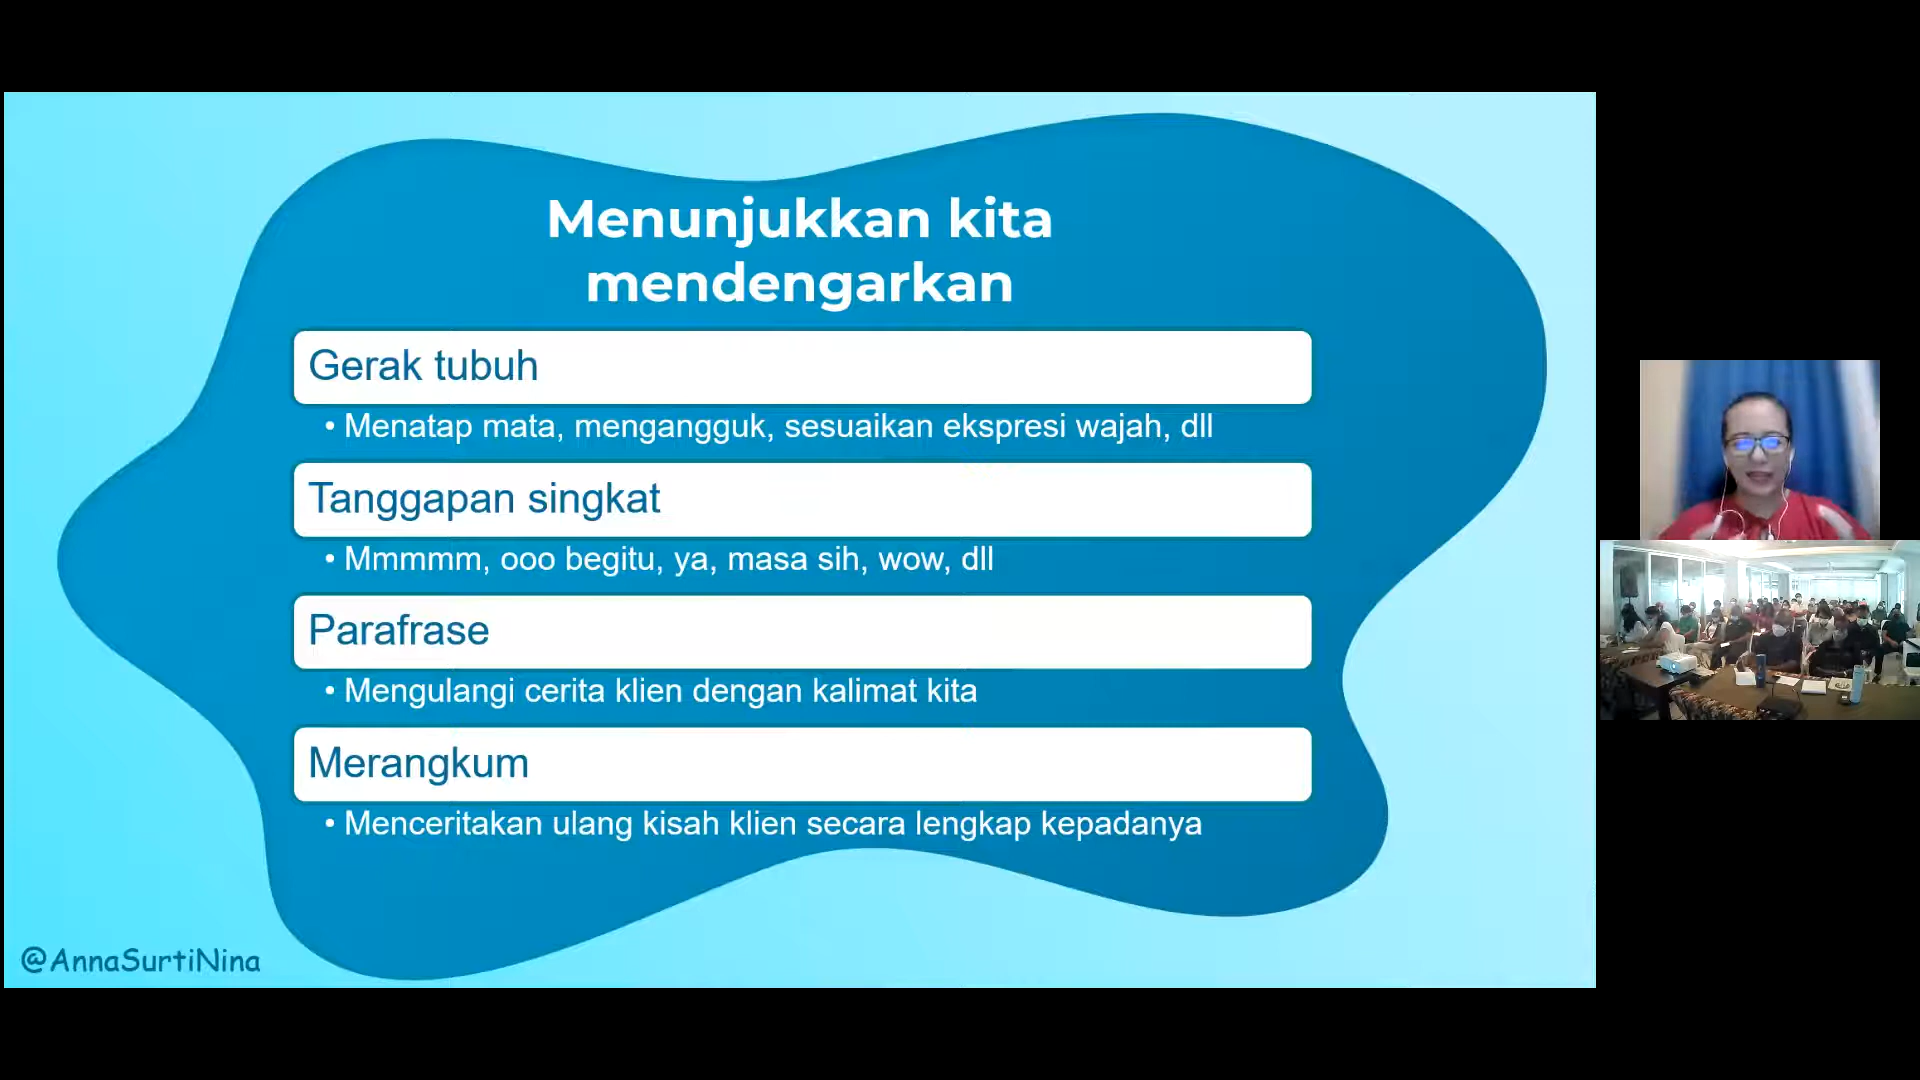 Menunjukkan kita
mendengarkan
Gerak tubuh
• Menatap mata, mengangguk, sesuaikan ekspresi wajah, dll
Tanggapan singkat
• Mmmmm, ooo begitu, ya, masa sih, wow, dll
Parafrase
• Mengulangi cerita klien dengan kalimat kita
Merangkum
• Menceritakan ulang kisah klien secara lengkap kepadanya
@AnnaSurtiNina